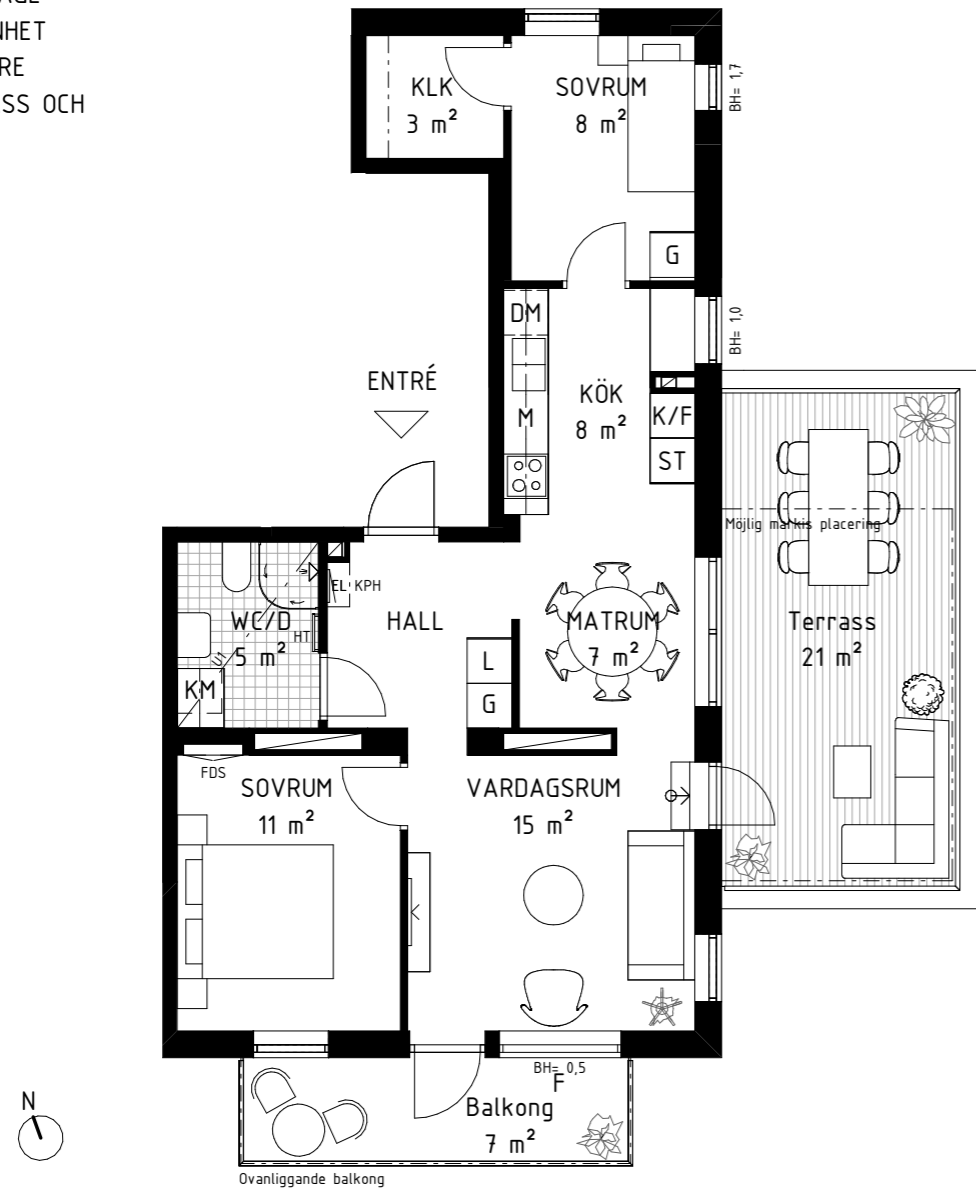 NHET
RE
SS OCH
KLK
3 m²
SOVRUM
8 m²
BH= 1,7
G
DM
BH= 1,0
ENTRÉ
KÖK
8 m²
M
K/F
ST
Möjlig markis placering
EL KPH
WC/D
5 m²
HT
U1
KM
HALL
MATRUM
7 m²
Terrass
21 m²
L
G
FDS
SOVRUM
11 m²
VARDAGSRUM
15 m²
BH= 0,5
F
Balkong
7 m²
N
Ovanliggande balkong